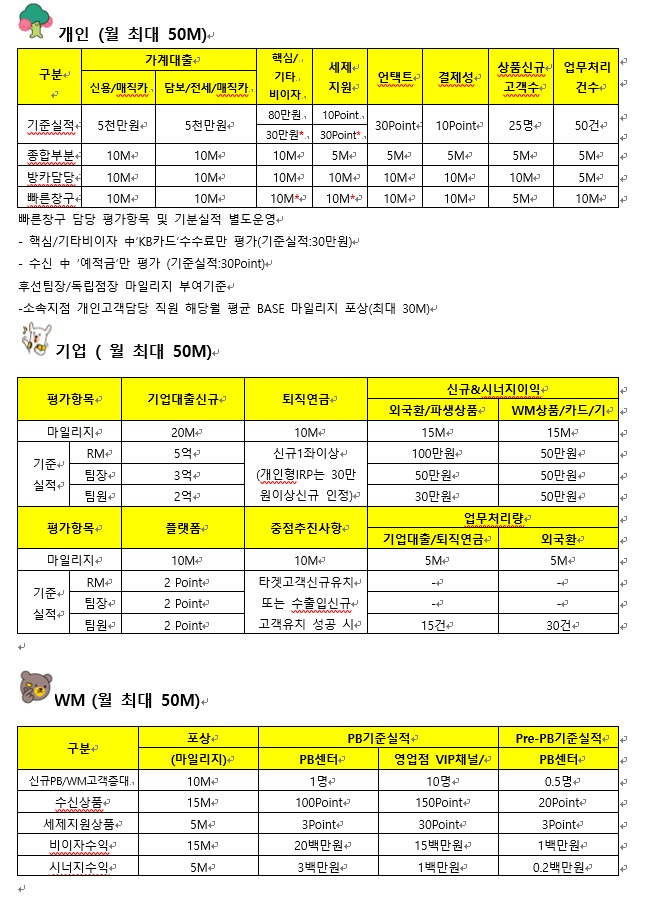 개인 (월 최대 50M)
구분 가계대출 핵심/기타비이자 세제지원 언택트 결제성 상품신규고객수 업무처리건수
신용/매직카 담보/전세/매직카
기준실적 5천만원 5천만원 80만원 10Point 30Point 10Point 25명 50건
30만원* 30Point*
종합부분 10M 10M 10M 5M 5M 5M 5M 5M
방카담당 10M 10M 10M 10M 10M 10M 10M 5M
빠른창구 10M 10M 10M* 10M* 10M 10M 5M 10M
빠른창구 담당 평가항목 및 기분실적 별도운영
- 핵심/기타비이자 中'KB카드'수수료만 평가(기준실적:30만원)
- 수신 中 '예적금'만 평가 (기준실적:30Point)
후선팀장/독립점장 마일리지 부여기준
-소속지점 개인고객담당 직원 해당월 평균 BASE 마일리지 포상(최대 30M)
기업 ( 월 최대 50M)
평가항목 기업대출신규 퇴직연금 신규&시너지이익
외국환/파생상품 WM상품/카드/기
마일리지 20M 10M 15M 15M
기준실적 RM 5억 신규1좌이상 100만원 50만원
팀장 3억 (개인형IRP는 30만 50만원 50만원
팀원 2억 원이상신규 인정) 30만원 50만원
평가항목 플랫폼 중점추진사항 업무처리량
기업대출/퇴직연금 외국환
마일리지 10M 10M 5M 5M
기준실적 RM 2 Point 타겟고객신규유치 - -
팀장 2 Point 또는 수출입신규 - -
팀원 2 Point 고객유치 성공 시 15건 30건
WM (월 최대 50M)
구분 포상 PB기준실적 Pre-PB기준실적
(마일리지) PB센터 영업점 VIP채널/ PB센터
신규PB/WM고객증대 10M 1명 10명 0.5명
수신상품 15M 100Point 150Point 20Point
세제지원상품 5M 3Point 30Point 3Point
비이자수익 15M 20백만원 15백만원 1백만원
시너지수익 5M 3백만원 1백만원 0.2백만원